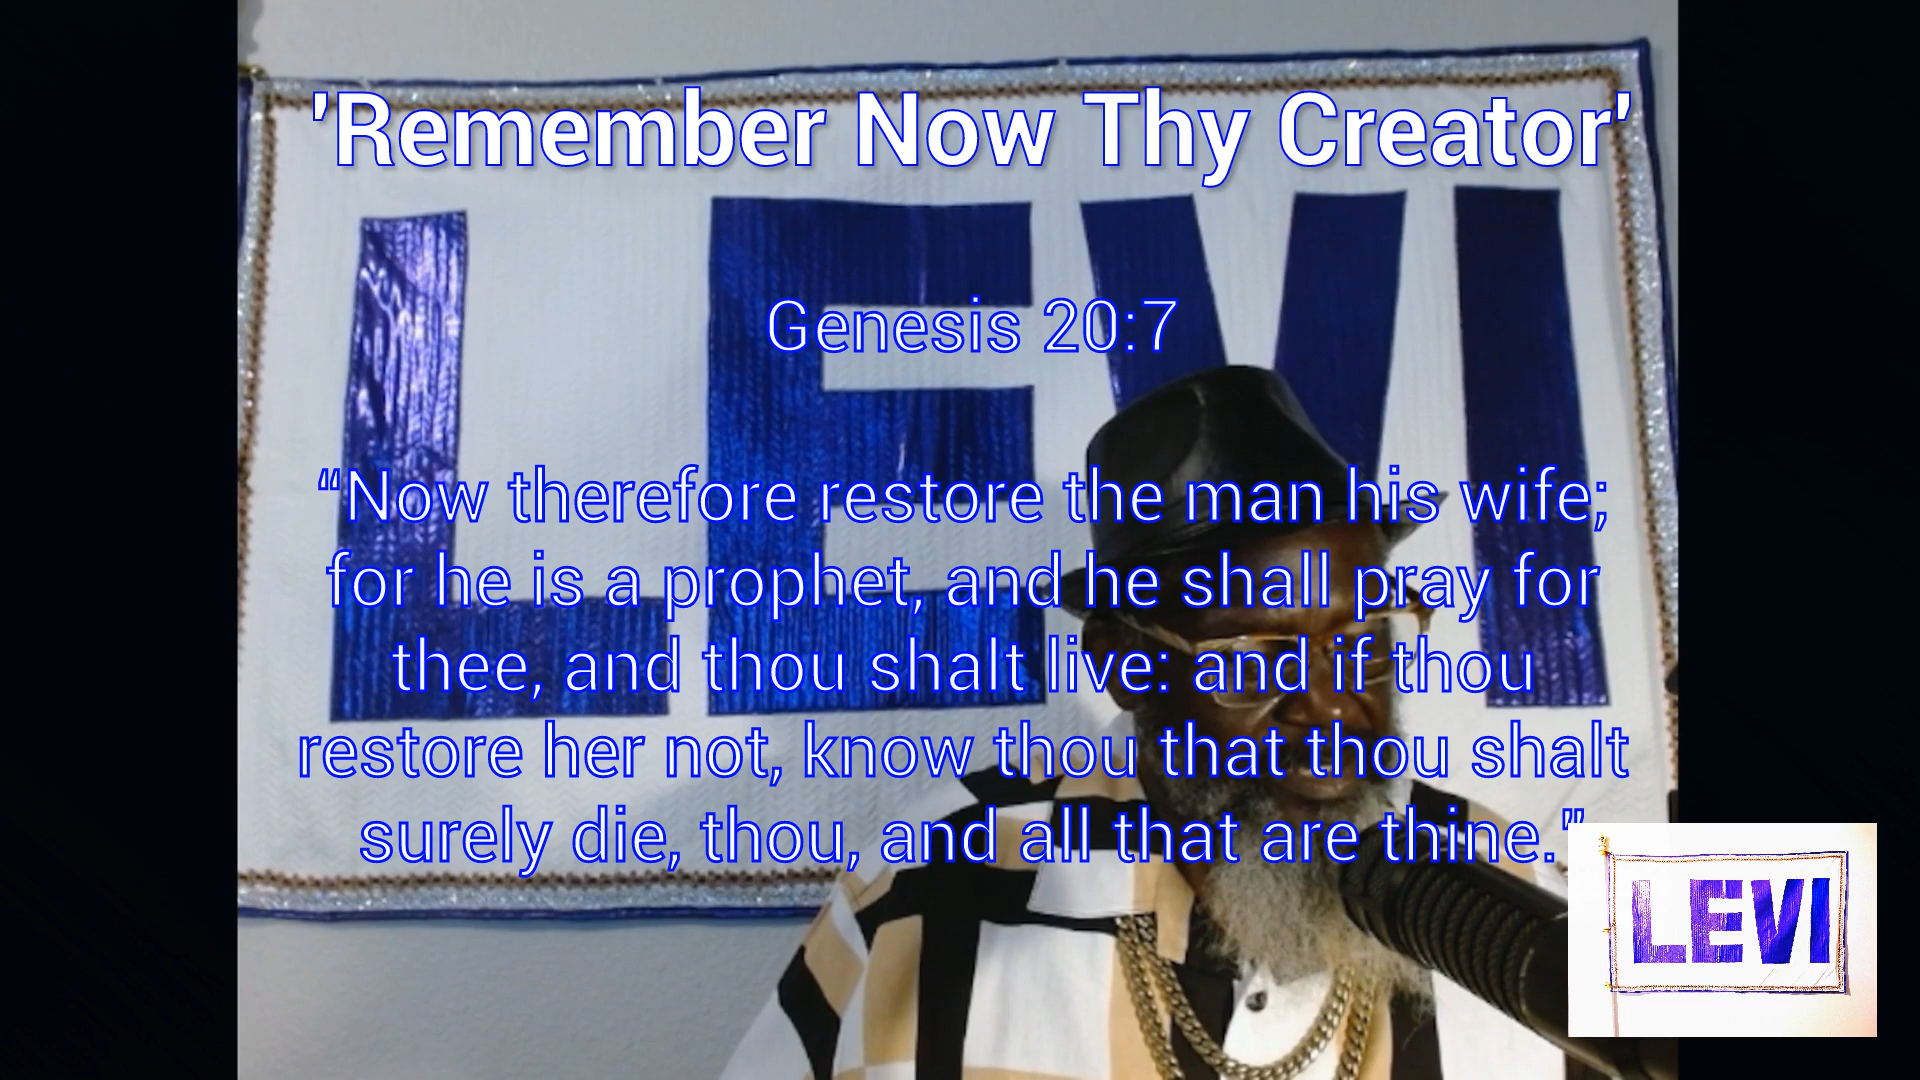 'Remember Now Thy Creator'
LEVI
Genesis 20:7
“Now therefore restore the man his wife;
for he is a prophet, and he shall pray for
thee, and thou shalt live: and if thou
restore her not, know thou that thou shalt
surely die, thou, and all that are thine.”
LEVI